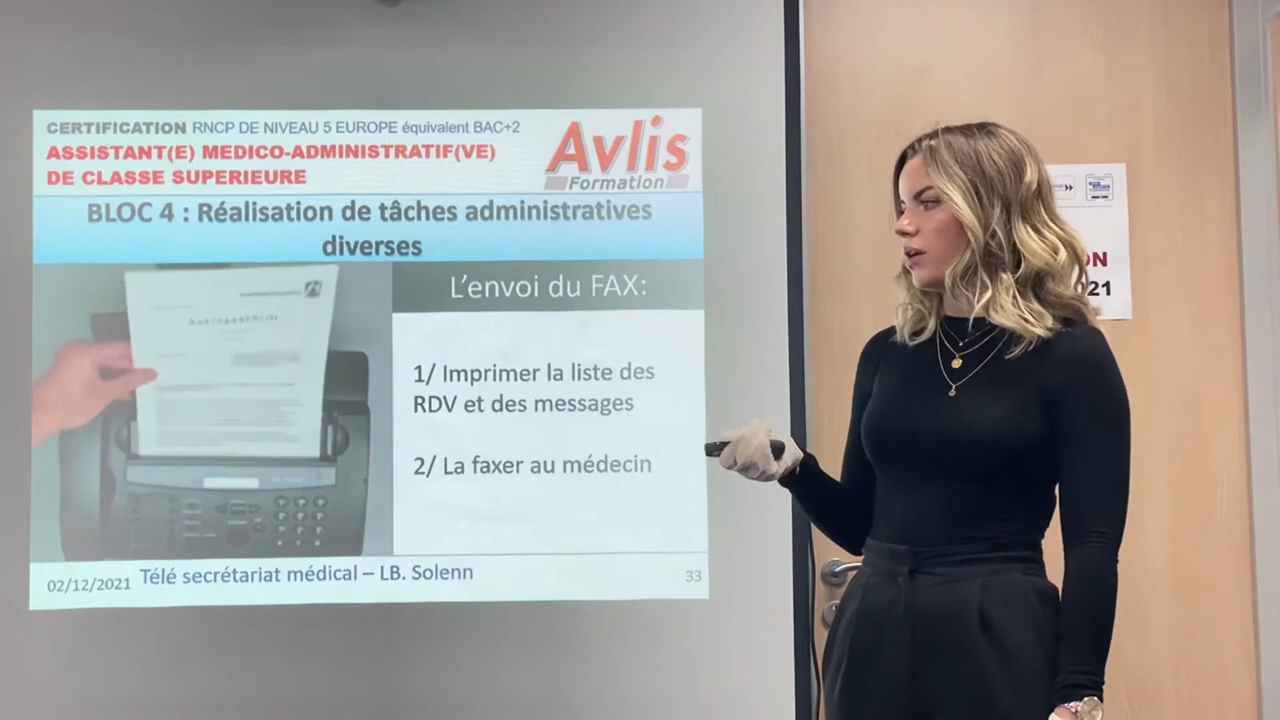 CERTIFICATION RNCP DE NIVEAU 5 EUROPE équivalent BAC+2
ASSISTANT(E) MEDICO-ADMINISTRATIF(VE)
DE CLASSE SUPERIEURE
Avlis
Formation
BLOC 4 : Réalisation de tâches administratives
diverses
L'envoi du FAX:
1/ Imprimer la liste des
RDV et des messages
2/ La faxer au médecin
02/12/2021 Télé secrétariat médical – LB. Solenn 33
ON
021